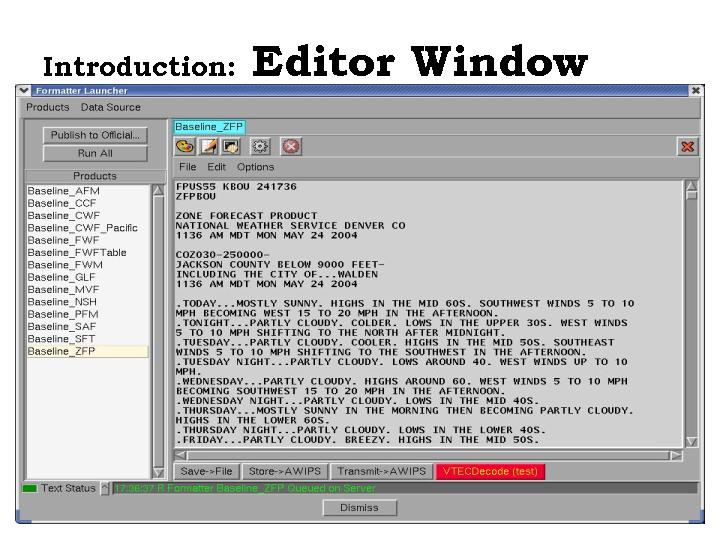 Introduction: Editor Window
Formatter Launcher
Products Data Source
Publish to Official...
Run All
Products
Baseline_AFM
Baseline_CCF
Baseline_CWF
Baseline_CWF_Pacific
Baseline_FWF
Baseline_FWFTable
Baseline_FWM
Baseline_GLF
Baseline_MVF
Baseline_NSH
Baseline_PFM
Baseline_SAF
Baseline_SFT
Baseline_ZFP
Baseline_ZFP
File Edit Options
FPUS55 KBOU 241736
ZFPBOU
ZONE FORECAST PRODUCT
NATIONAL WEATHER SERVICE DENVER CO
1136 AM MDT MON MAY 24 2004
COZ030-250000-
JACKSON COUNTY BELOW 9000 FEET-
INCLUDING THE CITY OF...WALDEN
1136 AM MDT MON MAY 24 2004
.TODAY...MOSTLY SUNNY. HIGHS IN THE MID 60S. SOUTHWEST WINDS 5 TO 10
MPH BECOMING WEST 15 TO 20 MPH IN THE AFTERNOON.
.TONIGHT...PARTLY CLOUDY. COLDER. LOWS IN THE UPPER 30S. WEST WINDS
5 TO 10 MPH SHIFTING TO THE NORTH AFTER MIDNIGHT.
.TUESDAY...PARTLY CLOUDY. COOLER. HIGHS IN THE MID 50S. SOUTHEAST
WINDS 5 TO 10 MPH SHIFTING TO THE SOUTHWEST IN THE AFTERNOON.
.TUESDAY NIGHT...PARTLY CLOUDY. LOWS AROUND 40. WEST WINDS UP TO 10
MPH.
.WEDNESDAY...PARTLY CLOUDY. HIGHS AROUND 60. WEST WINDS 5 TO 10 MPH
BECOMING SOUTHWEST 15 TO 20 MPH IN THE AFTERNOON.
.WEDNESDAY NIGHT...PARTLY CLOUDY. LOWS IN THE MID 40S.
.THURSDAY...MOSTLY SUNNY IN THE MORNING THEN BECOMING PARTLY CLOUDY.
HIGHS IN THE LOWER 60S.
.THURSDAY NIGHT...PARTLY CLOUDY. LOWS IN THE LOWER 40S.
.FRIDAY...PARTLY CLOUDY. BREEZY. HIGHS IN THE MID 50S.
Save->File Store->AWIPS Transmit->AWIPS VTECDecode (test)
Text Status 17:36:37 R Formatter Baseline_ZFP Queued on Server
Dismiss